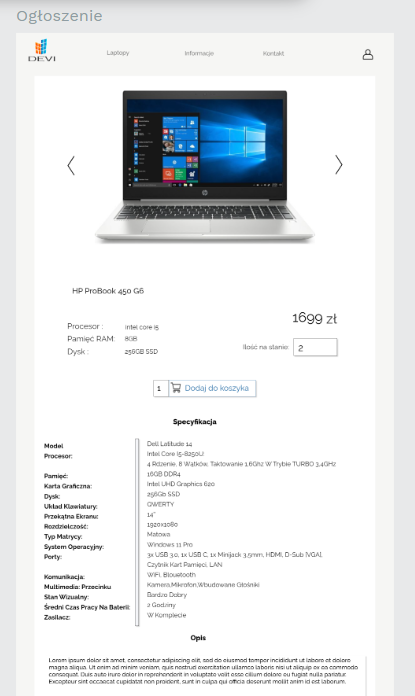 Ogłoszenie
DEVI
Laptopy Informacje Kontakt
HP ProBook 450 G6
1699 zł
Procesor : Intel core i5
Pamięć RAM: 8GB
Dysk : 256GB SSD
Ilość na stanie: 2
1 Dodaj do koszyka
Specyfikacja
Model Dell Latitude 14
Procesor: Intel Core I5-8250U
4 Rdzenie, 8 Wątków. Taktowanie 1.6Ghz W Trybie TURBO 3,4GHz
Pamięć: 16GB DDR4
Karta Graficzna: Intel UHD Graphics 620
Dysk: 256Gb SSD
Układ Klawiatury: QWERTY
Przekątna Ekranu: 14"
Rozdzielczość: 1920x1080
Typ Matrycy: Matowa
System Operacyjny: Windows 11 Pro
Porty: 3x USB 3.0, 1x USB C, 1x Minijack 3,5mm, HDMI, D-Sub (VGA),
Czytnik Kart Pamięci, LAN
Komunikacja: WiFi, Bloueetooth
Multimedia: Przecinku Kamera,Mikrofon,Wbudowane Głośniki
Stan Wizualny: Bardzo Dobry
Średni Czas Pracy Na Baterii: 2 Godziny
Zasilacz: W Komplecie
Opis
Lorem ipsum dolor sit amet, consectetur adipiscing elit, sed do eiusmod tempor incididunt ut labore et dolore
magna aliqua. Ut enim ad minim veniam, quis nostrud exercitation ullamco laboris nisi ut aliquip ex ea commodo
consequat. Duis aute irure dolor in reprehenderit in voluptate velit esse cillum dolore eu fugiat nulla pariatur.
Excepteur sint occaecat cupidatat non proident, sunt in culpa qui officia deserunt mollit anim id est laborum.